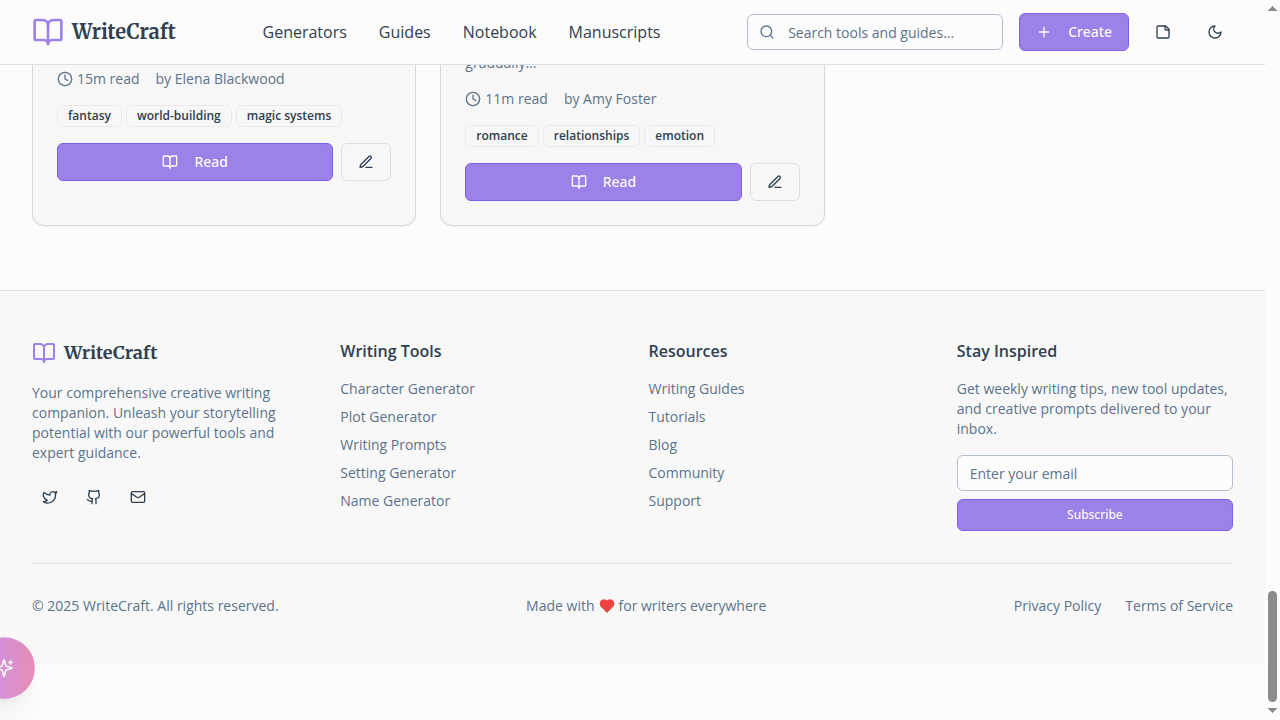 WriteCraft
Generators
Guides
Notebook
Manuscripts
Search tools and guides...
Create
15m read
by Elena Blackwood
fantasy
world-building
magic systems
Read
gradually...
11m read
by Amy Foster
romance
relationships
emotion
Read
WriteCraft
Your comprehensive creative writing
companion. Unleash your storytelling
potential with our powerful tools and
expert guidance.
Writing Tools
Character Generator
Plot Generator
Writing Prompts
Setting Generator
Name Generator
Resources
Writing Guides
Tutorials
Blog
Community
Support
Stay Inspired
Get weekly writing tips, new tool updates,
and creative prompts delivered to your
inbox.
Enter your email
Subscribe
© 2025 WriteCraft. All rights reserved.
Made with ❤️ for writers everywhere
Privacy Policy
Terms of Service